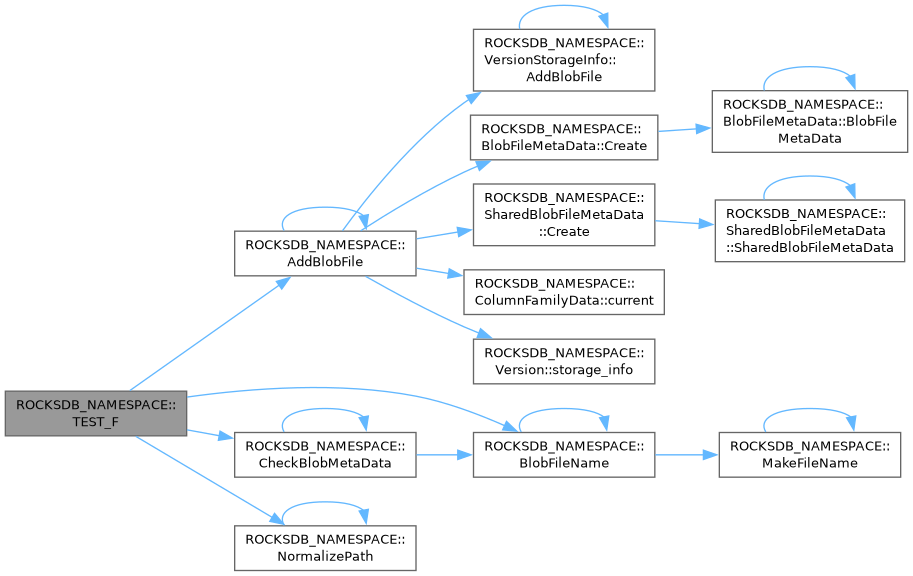 ROCKSDB_NAMESPACE::
VersionStorageInfo::
AddBlobFile
ROCKSDB_NAMESPACE::
BlobFileMetaData::BlobFile
MetaData
ROCKSDB_NAMESPACE::
BlobFileMetaData::Create
ROCKSDB_NAMESPACE::
SharedBlobFileMetaData
::Create
ROCKSDB_NAMESPACE::
SharedBlobFileMetaData
::SharedBlobFileMetaData
ROCKSDB_NAMESPACE::
AddBlobFile
ROCKSDB_NAMESPACE::
ColumnFamilyData::current
ROCKSDB_NAMESPACE::
Version::storage_info
ROCKSDB_NAMESPACE::
TEST_F
ROCKSDB_NAMESPACE::
CheckBlobMetaData
ROCKSDB_NAMESPACE::
BlobFileName
ROCKSDB_NAMESPACE::
MakeFileName
ROCKSDB_NAMESPACE::
NormalizePath